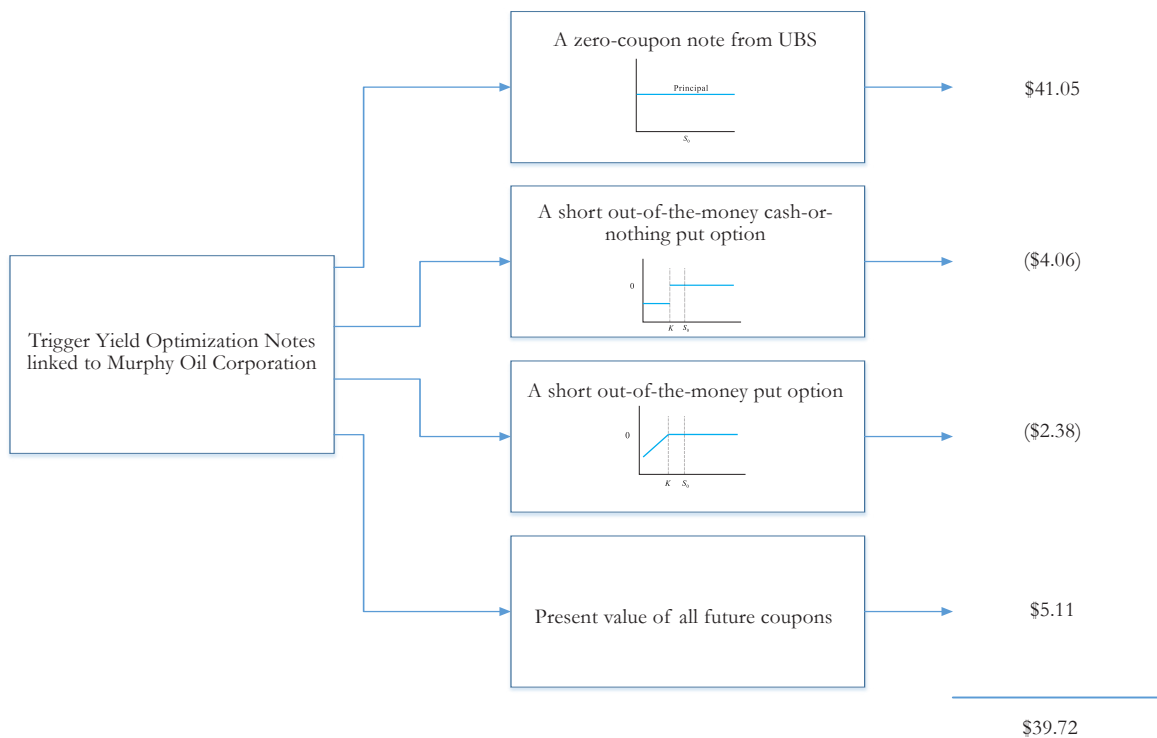 A zero-coupon note from UBS
Principal
S₀
$41.05
A short out-of-the-money cash-or-
nothing put option
0
K S₀
($4.06)
Trigger Yield Optimization Notes
linked to Murphy Oil Corporation
A short out-of-the-money put option
0
K S₀
($2.38)
Present value of all future coupons
$5.11
$39.72